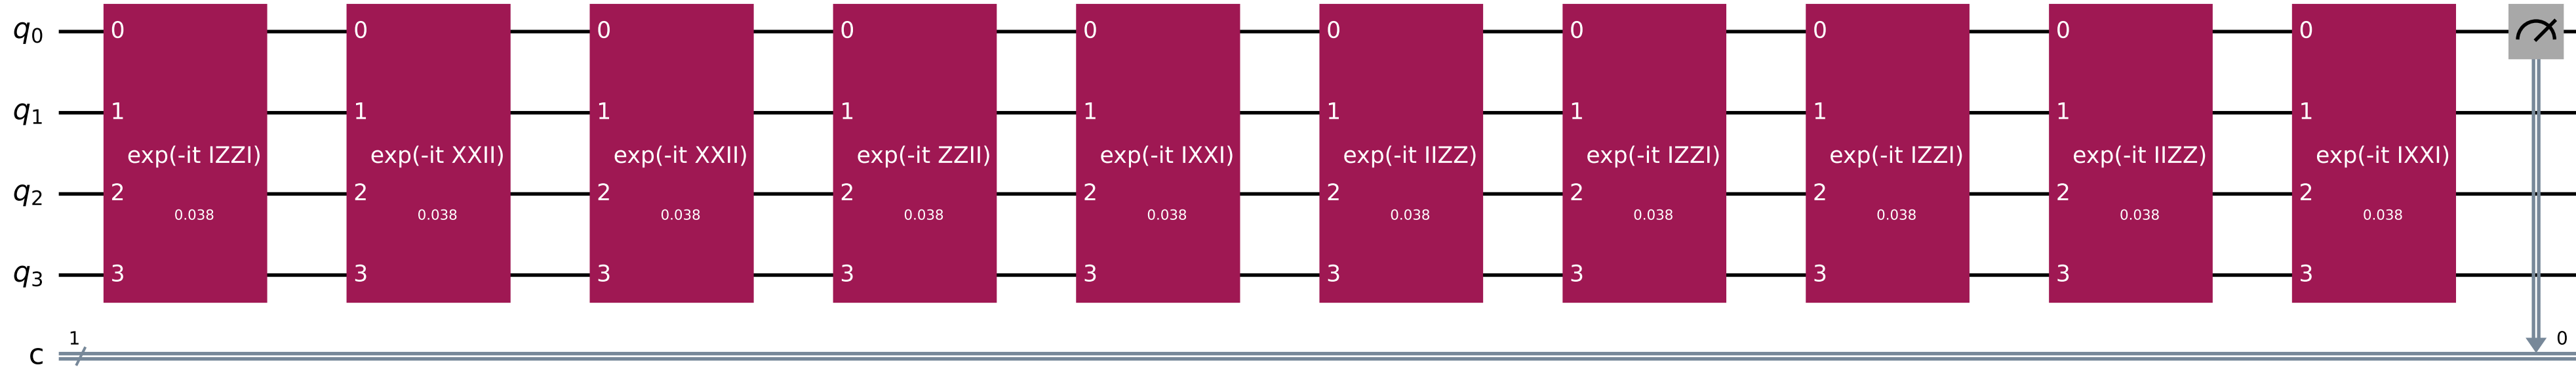 q0 0 0 0 0 0 0 0 0 0 0
q1 1 1 1 1 1 1 1 1 1 1
exp(-it IZZI) exp(-it XXII) exp(-it XXII) exp(-it ZZII) exp(-it IXXI) exp(-it IIZZ) exp(-it IZZI) exp(-it IZZI) exp(-it IIZZ) exp(-it IXXI)
q2 2 2 2 2 2 2 2 2 2 2
0.038 0.038 0.038 0.038 0.038 0.038 0.038 0.038 0.038 0.038
q3 3 3 3 3 3 3 3 3 3 3
1 0
c